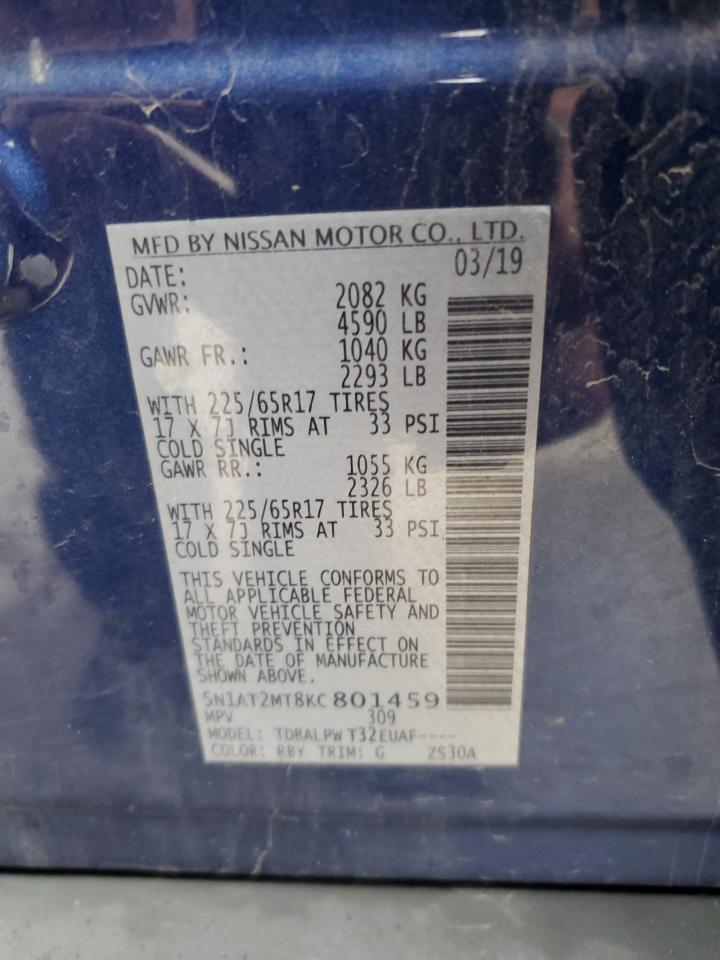 MFD BY NISSAN MOTOR CO., LTD.
DATE: 03/19
GVWR: 2082 KG
4590 LB
GAWR FR.: 1040 KG
2293 LB
WITH 225/65R17 TIRES
17 X 7J RIMS AT 33 PSI
COLD SINGLE
GAWR RR.: 1055 KG
2326 LB
WITH 225/65R17 TIRES
17 X 7J RIMS AT 33 PSI
COLD SINGLE
THIS VEHICLE CONFORMS TO
ALL APPLICABLE FEDERAL
MOTOR VEHICLE SAFETY AND
THEFT PREVENTION
STANDARDS IN EFFECT ON
THE DATE OF MANUFACTURE
SHOWN ABOVE.
5N1AT2MT8KC801459
MPV 309
MODEL: TDBALPW T32EUAF----
COLOR: RBY TRIM: G ZS30A